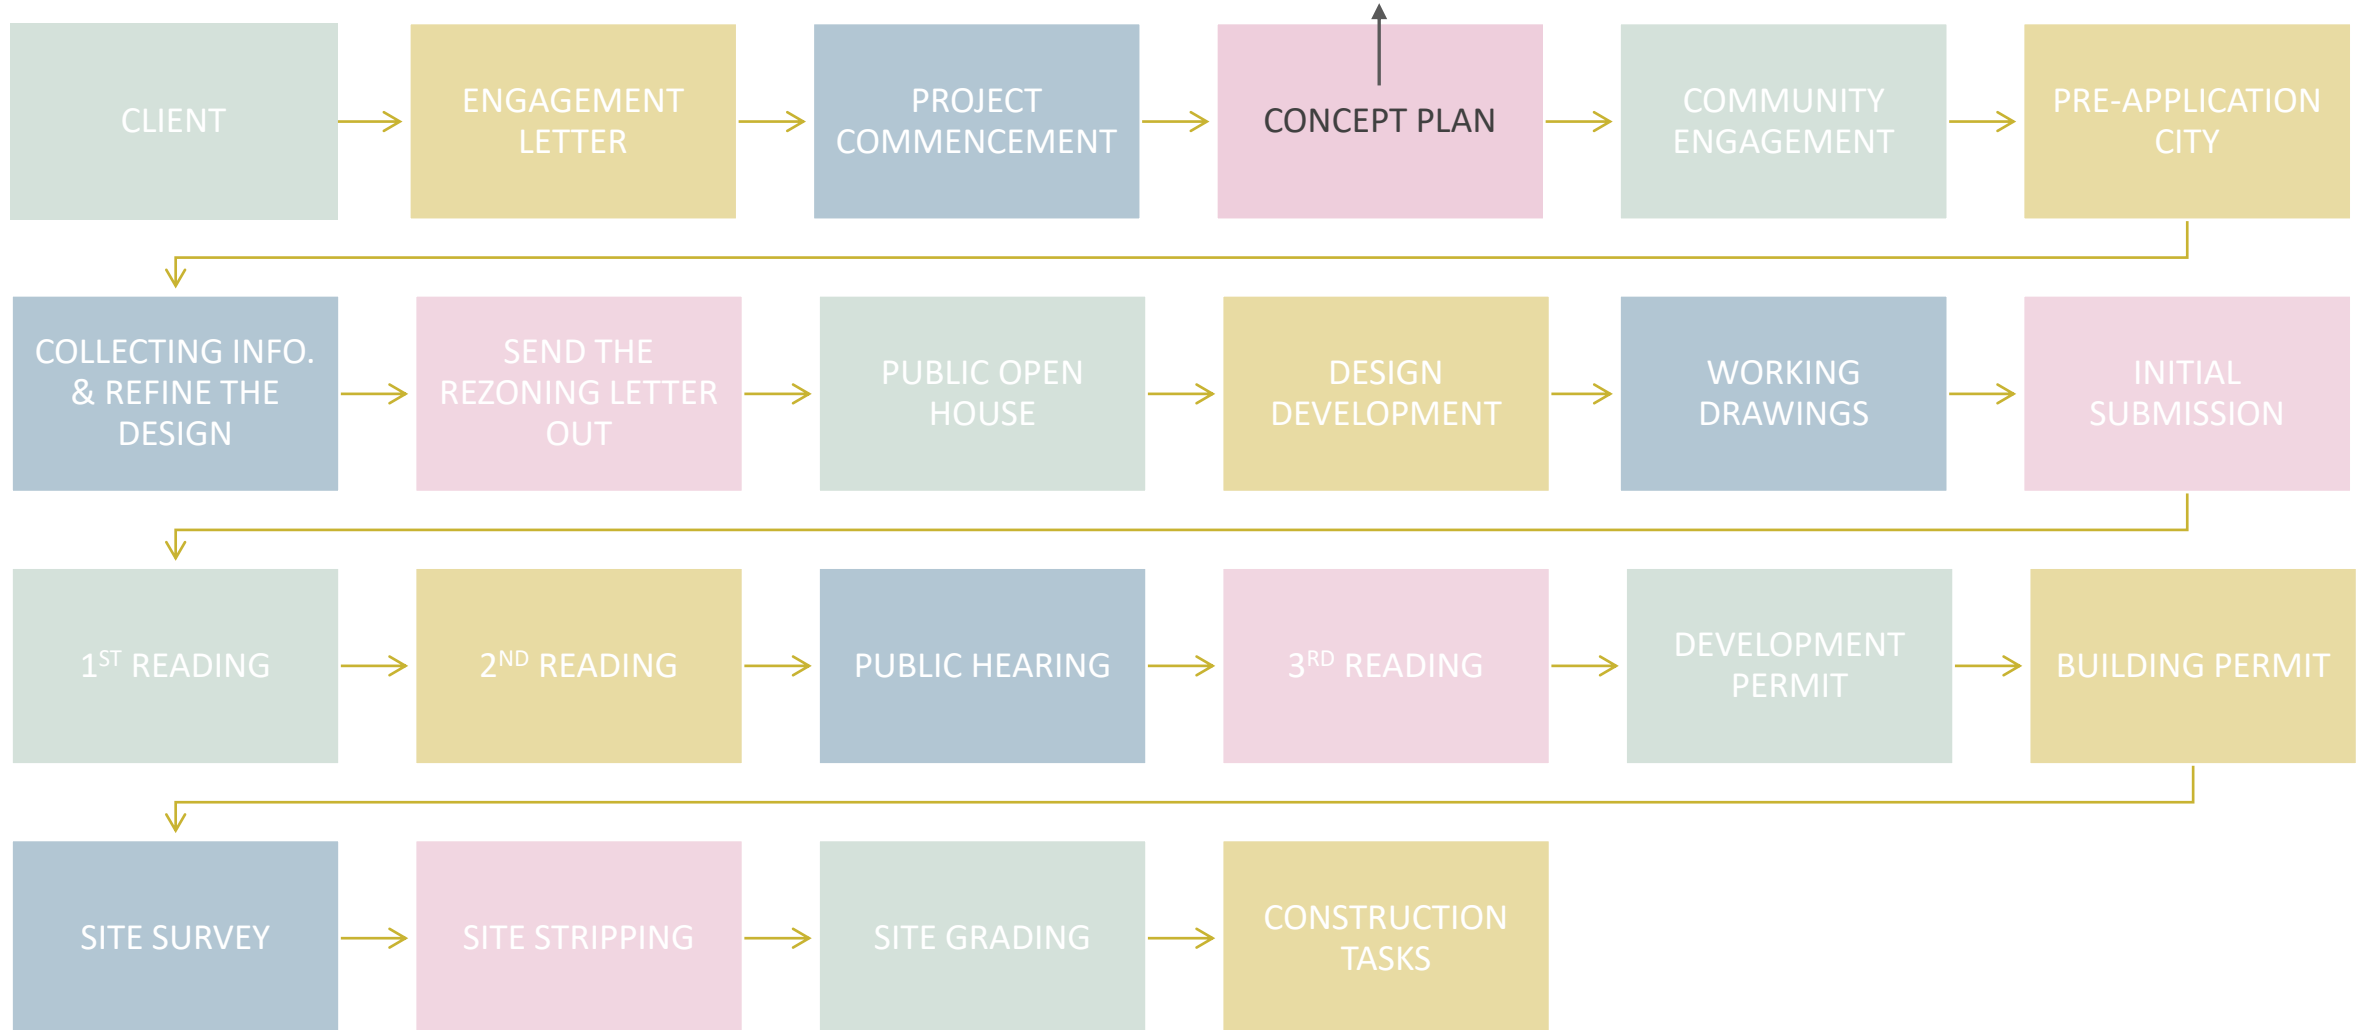 CLIENT
ENGAGEMENT
LETTER
PROJECT
COMMENCEMENT
CONCEPT PLAN
COMMUNITY
ENGAGEMENT
PRE-APPLICATION
CITY
COLLECTING INFO.
& REFINE THE
DESIGN
SEND THE
REZONING LETTER
OUT
PUBLIC OPEN
HOUSE
DESIGN
DEVELOPMENT
WORKING
DRAWINGS
INITIAL
SUBMISSION
1ST READING
2ND READING
PUBLIC HEARING
3RD READING
DEVELOPMENT
PERMIT
BUILDING PERMIT
SITE SURVEY
SITE STRIPPING
SITE GRADING
CONSTRUCTION
TASKS